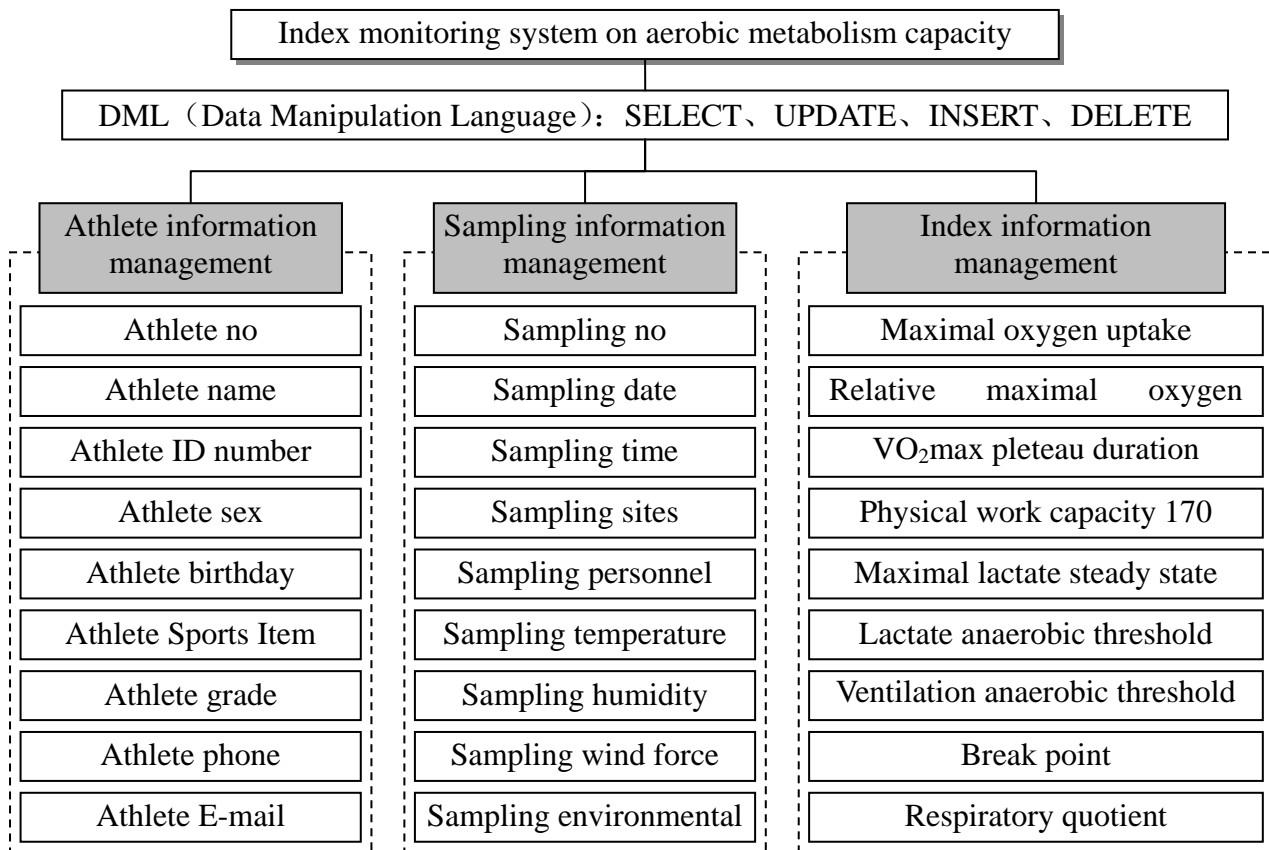 Index monitoring system on aerobic metabolism capacity
DML（Data Manipulation Language）：SELECT、UPDATE、INSERT、DELETE
Athlete information
management
Athlete no
Athlete name
Athlete ID number
Athlete sex
Athlete birthday
Athlete Sports Item
Athlete grade
Athlete phone
Athlete E-mail
Sampling information
management
Sampling no
Sampling date
Sampling time
Sampling sites
Sampling personnel
Sampling temperature
Sampling humidity
Sampling wind force
Sampling environmental
Index information
management
Maximal oxygen uptake
Relative maximal oxygen
VO₂max pleteau duration
Physical work capacity 170
Maximal lactate steady state
Lactate anaerobic threshold
Ventilation anaerobic threshold
Break point
Respiratory quotient